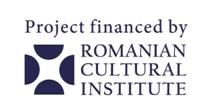 Project financed by
ROMANIAN
CULTURAL
INSTITUTE